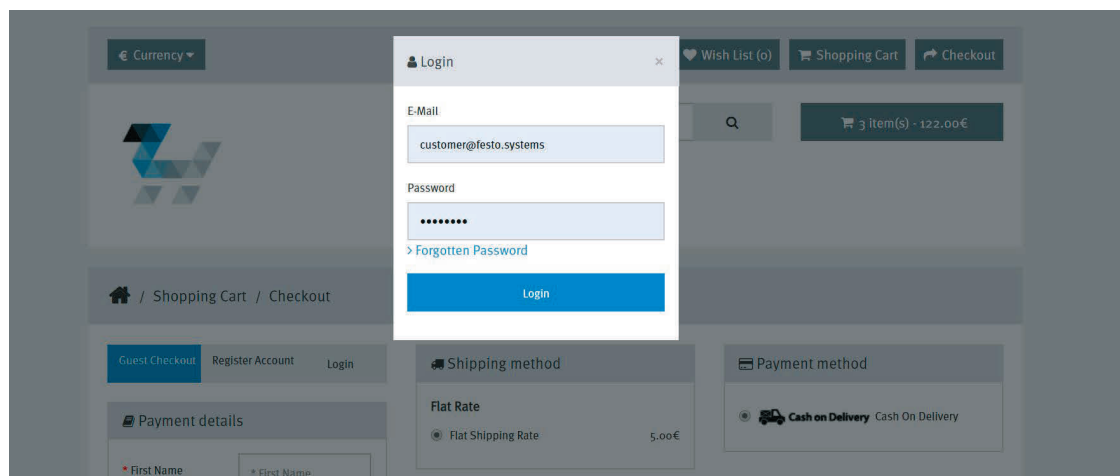 € Currency
Wish List (0)
Shopping Cart
Checkout
Login
×
E-Mail
customer@festo.systems
3 item(s) - 122.00€
Password
••••••••
> Forgotten Password
Login
/ Shopping Cart / Checkout
Guest Checkout
Register Account
Login
Shipping method
Payment method
Payment details
Flat Rate
Flat Shipping Rate 5.00€
Cash on Delivery Cash On Delivery
* First Name
* First Name